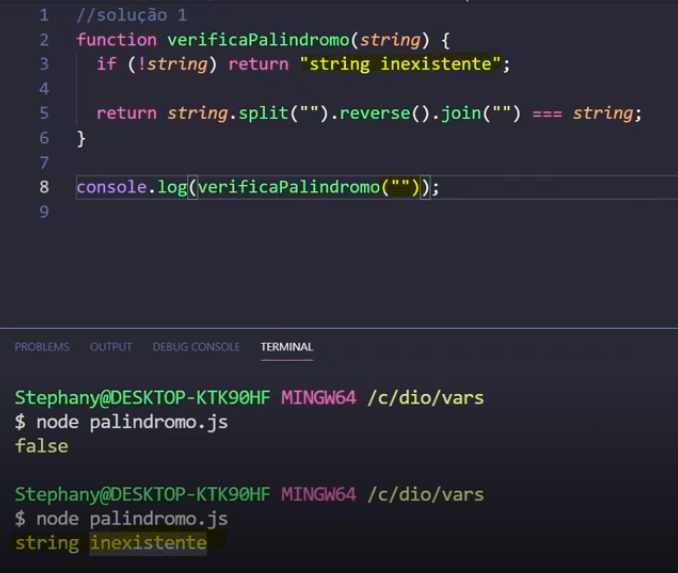 1 //solução 1
2 function verificaPalindromo(string) {
3 if (!string) return "string inexistente";
4
5 return string.split("").reverse().join("") === string;
6 }
7
8 console.log(verificaPalindromo(""));
9
PROBLEMS OUTPUT DEBUG CONSOLE TERMINAL
Stephany@DESKTOP-KTK90HF MINGW64 /c/dio/vars
$ node palindromo.js
false
Stephany@DESKTOP-KTK90HF MINGW64 /c/dio/vars
$ node palindromo.js
string inexistente